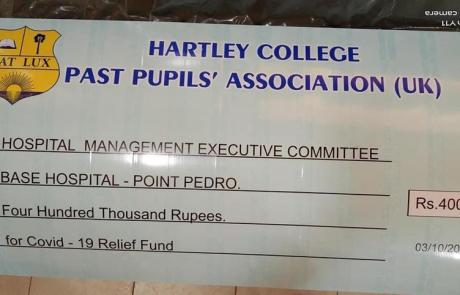 HARTLEY COLLEGE
PAST PUPILS' ASSOCIATION (UK)
AT LUX
HOSPITAL MANAGEMENT EXECUTIVE COMMITTEE
BASE HOSPITAL - POINT PEDRO.
Four Hundred Thousand Rupees.
Rs.400
for Covid - 19 Relief Fund
03/10/20